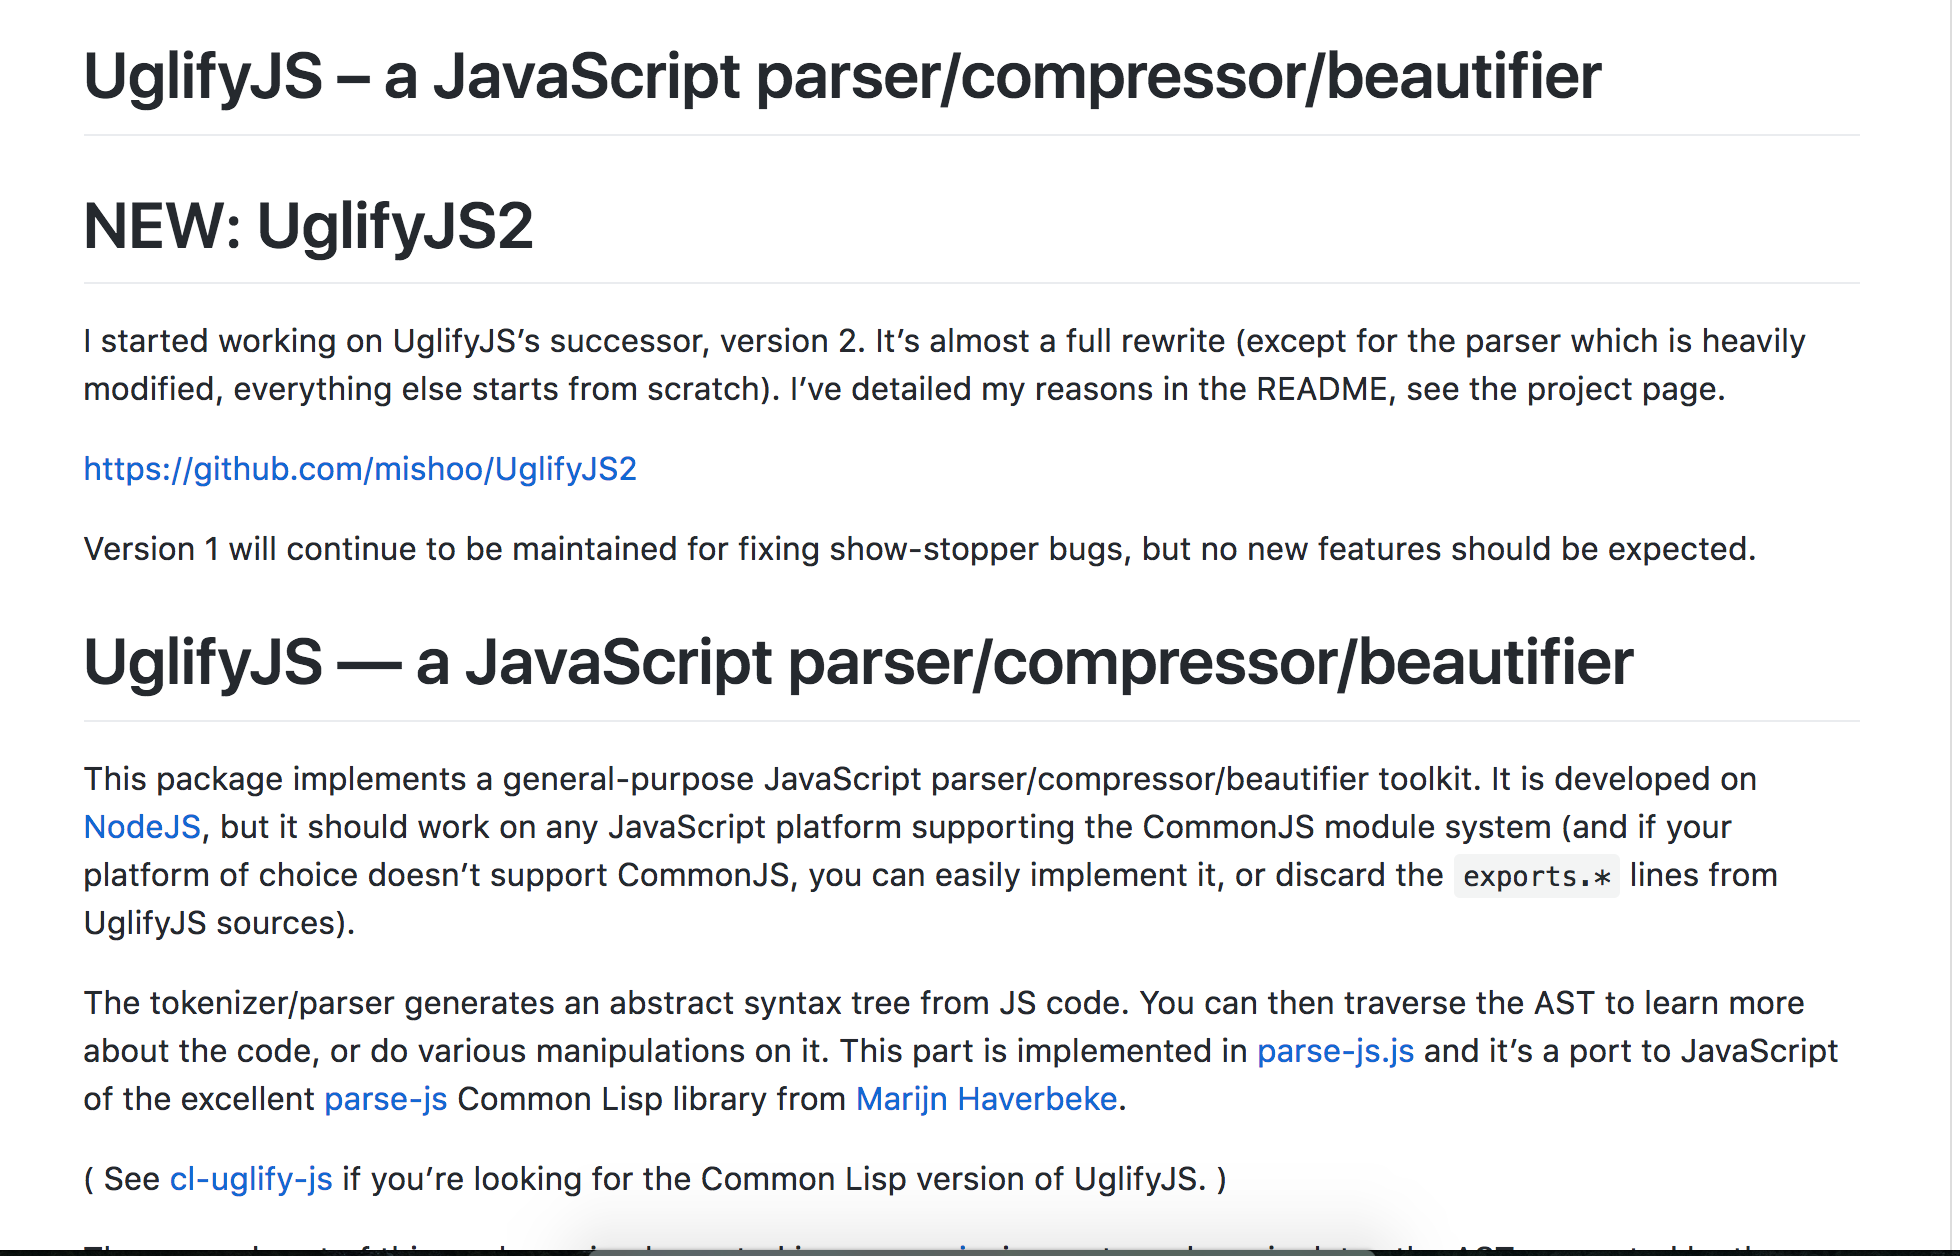 UglifyJS – a JavaScript parser/compressor/beautifier
NEW: UglifyJS2
I started working on UglifyJS’s successor, version 2. It’s almost a full rewrite (except for the parser which is heavily
modified, everything else starts from scratch). I’ve detailed my reasons in the README, see the project page.
https://github.com/mishoo/UglifyJS2
Version 1 will continue to be maintained for fixing show-stopper bugs, but no new features should be expected.
UglifyJS — a JavaScript parser/compressor/beautifier
This package implements a general-purpose JavaScript parser/compressor/beautifier toolkit. It is developed on
NodeJS, but it should work on any JavaScript platform supporting the CommonJS module system (and if your
platform of choice doesn’t support CommonJS, you can easily implement it, or discard the exports.* lines from
UglifyJS sources).
The tokenizer/parser generates an abstract syntax tree from JS code. You can then traverse the AST to learn more
about the code, or do various manipulations on it. This part is implemented in parse-js.js and it’s a port to JavaScript
of the excellent parse-js Common Lisp library from Marijn Haverbeke.
( See cl-uglify-js if you’re looking for the Common Lisp version of UglifyJS. )